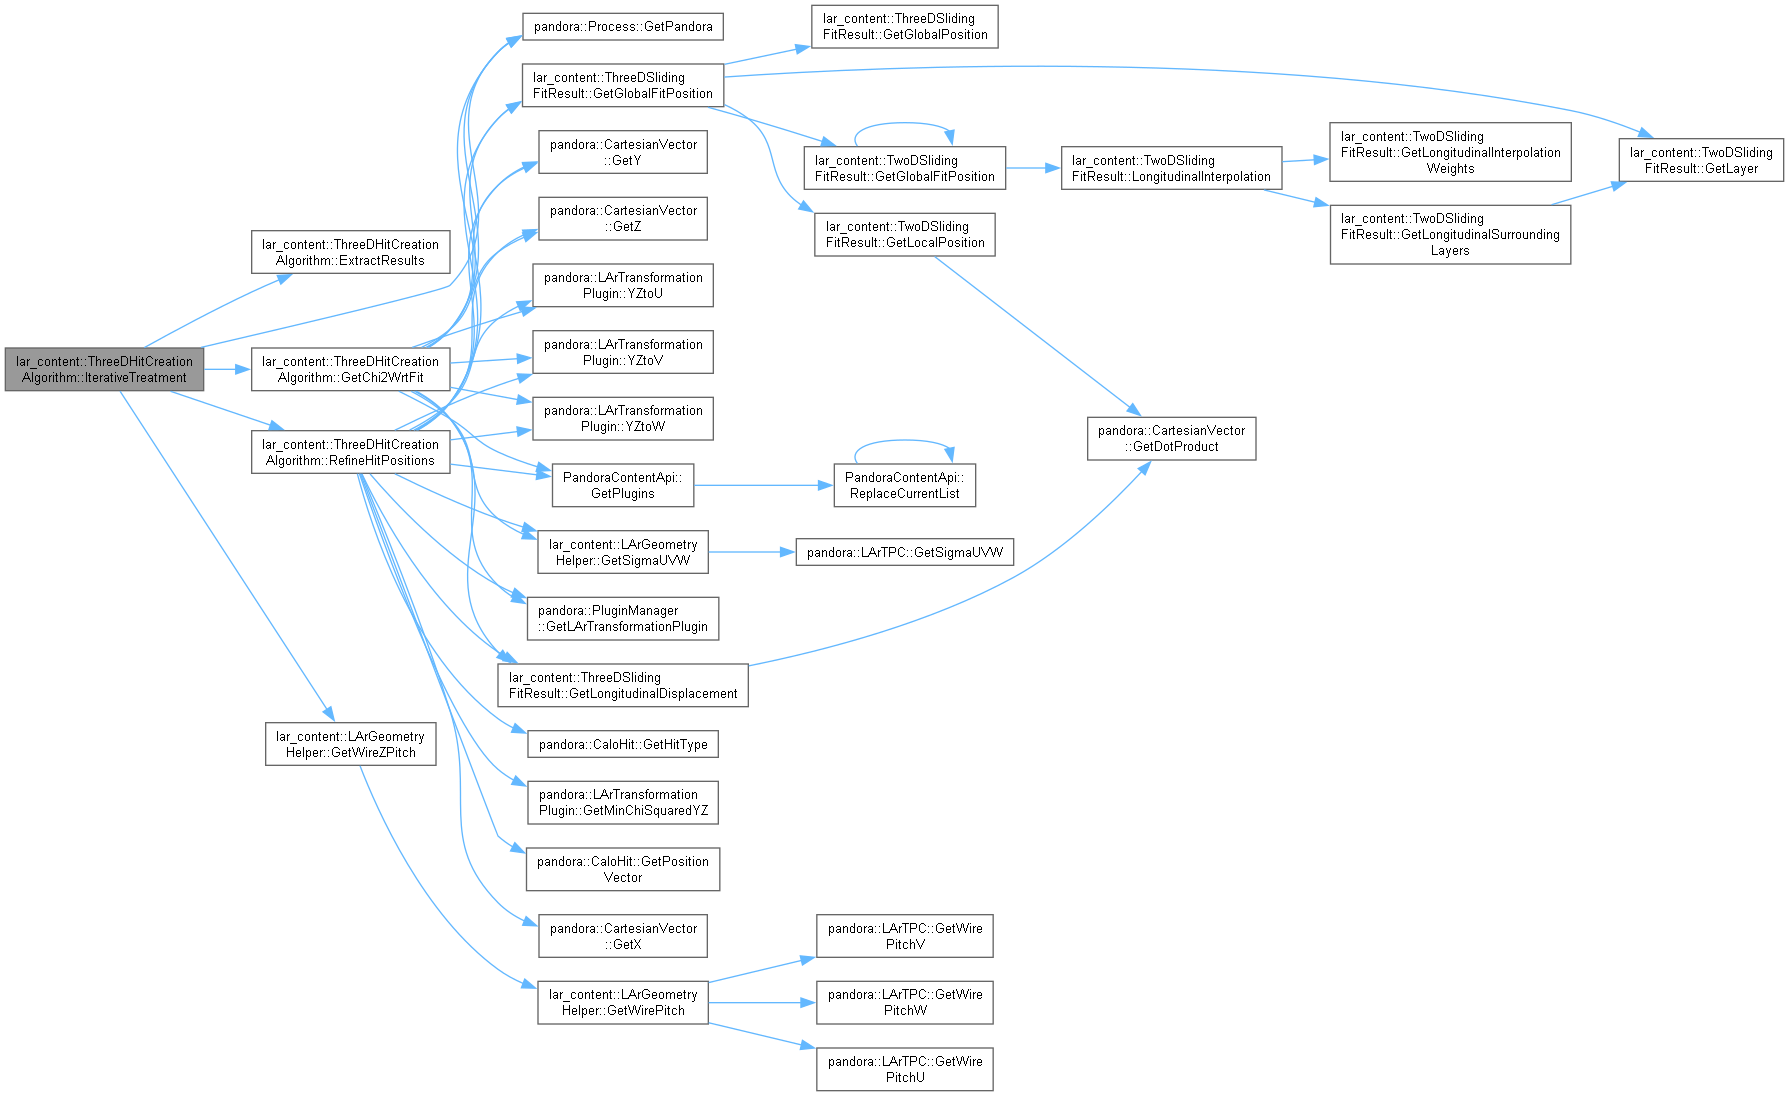 lar_content::ThreeDHitCreation
Algorithm::IterativeTreatment
lar_content::ThreeDHitCreation
Algorithm::ExtractResults
lar_content::ThreeDHitCreation
Algorithm::GetChi2WrtFit
lar_content::ThreeDHitCreation
Algorithm::RefineHitPositions
lar_content::LArGeometry
Helper::GetWireZPitch
pandora::Process::GetPandora
lar_content::ThreeDSliding
FitResult::GetGlobalFitPosition
pandora::CartesianVector
::GetY
pandora::CartesianVector
::GetZ
pandora::LArTransformation
Plugin::YZtoU
pandora::LArTransformation
Plugin::YZtoV
pandora::LArTransformation
Plugin::YZtoW
PandoraContentApi::
GetPlugins
lar_content::LArGeometry
Helper::GetSigmaUVW
pandora::PluginManager
::GetLArTransformationPlugin
lar_content::ThreeDSliding
FitResult::GetLongitudinalDisplacement
pandora::CaloHit::GetHitType
pandora::LArTransformation
Plugin::GetMinChiSquaredYZ
pandora::CaloHit::GetPosition
Vector
pandora::CartesianVector
::GetX
lar_content::LArGeometry
Helper::GetWirePitch
lar_content::ThreeDSliding
FitResult::GetGlobalPosition
lar_content::TwoDSliding
FitResult::GetGlobalFitPosition
lar_content::TwoDSliding
FitResult::GetLocalPosition
PandoraContentApi::
ReplaceCurrentList
pandora::LArTPC::GetSigmaUVW
pandora::LArTPC::GetWire
PitchV
pandora::LArTPC::GetWire
PitchW
pandora::LArTPC::GetWire
PitchU
lar_content::TwoDSliding
FitResult::LongitudinalInterpolation
pandora::CartesianVector
::GetDotProduct
lar_content::TwoDSliding
FitResult::GetLongitudinalInterpolation
Weights
lar_content::TwoDSliding
FitResult::GetLongitudinalSurrounding
Layers
lar_content::TwoDSliding
FitResult::GetLayer